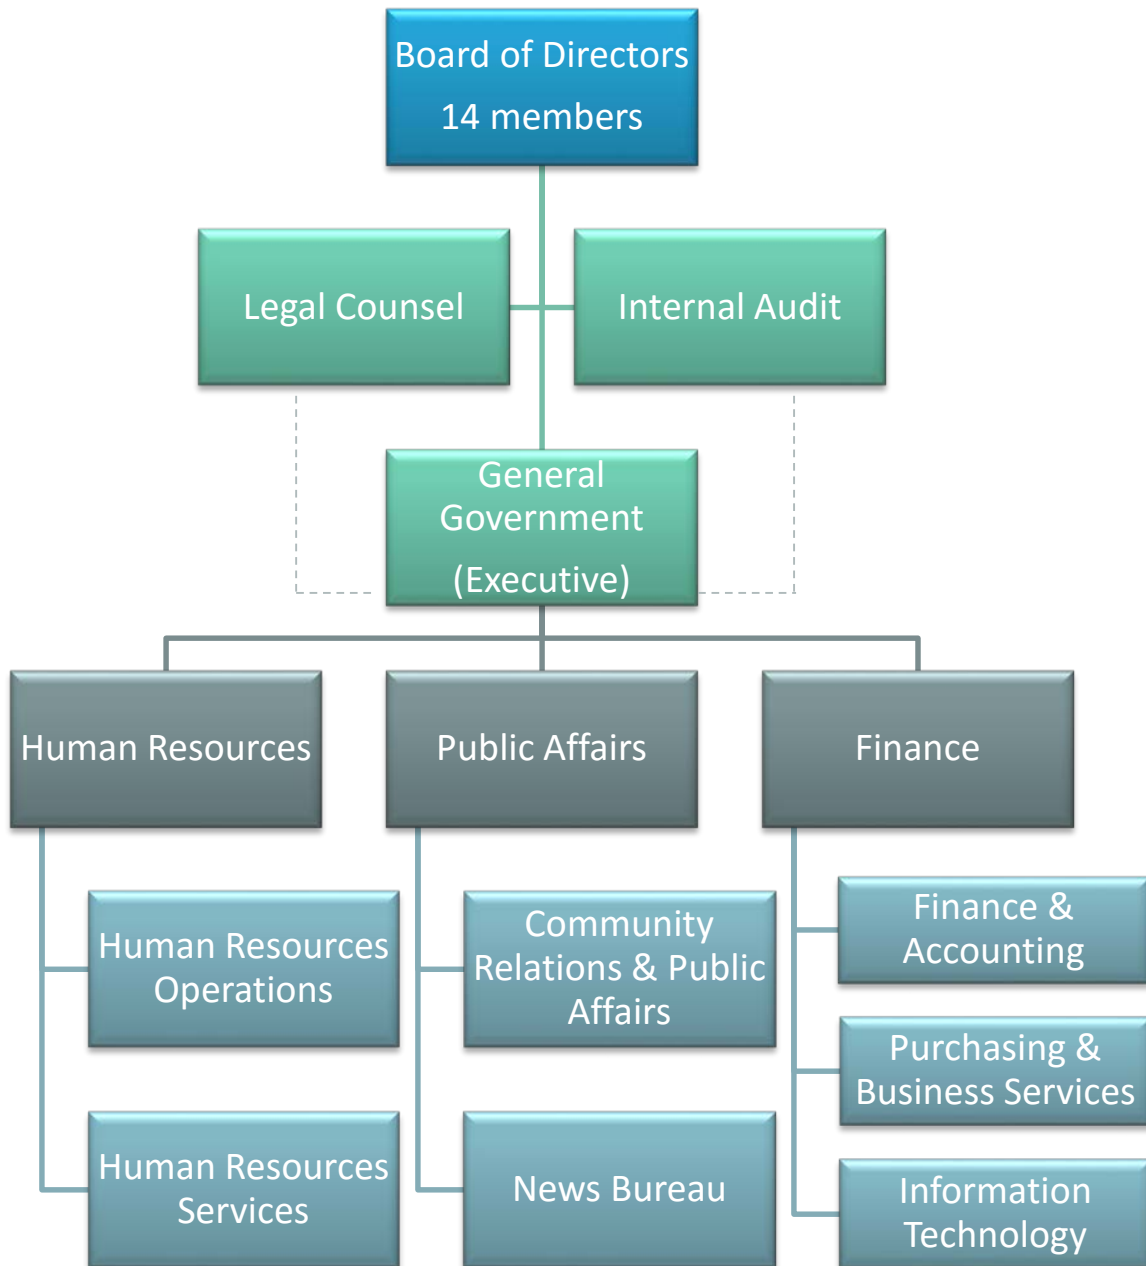 Board of Directors
14 members
Legal Counsel
Internal Audit
General
Government
(Executive)
Human Resources
Public Affairs
Finance
Human Resources
Operations
Human Resources
Services
Community
Relations & Public
Affairs
News Bureau
Finance &
Accounting
Purchasing &
Business Services
Information
Technology